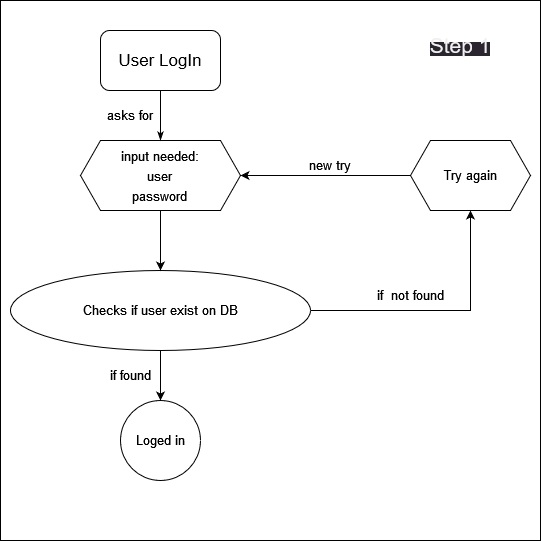 Step 1
User LogIn
asks for
input needed:
user
password
new try
Try again
if  not found
Checks if user exist on DB
if found
Loged in